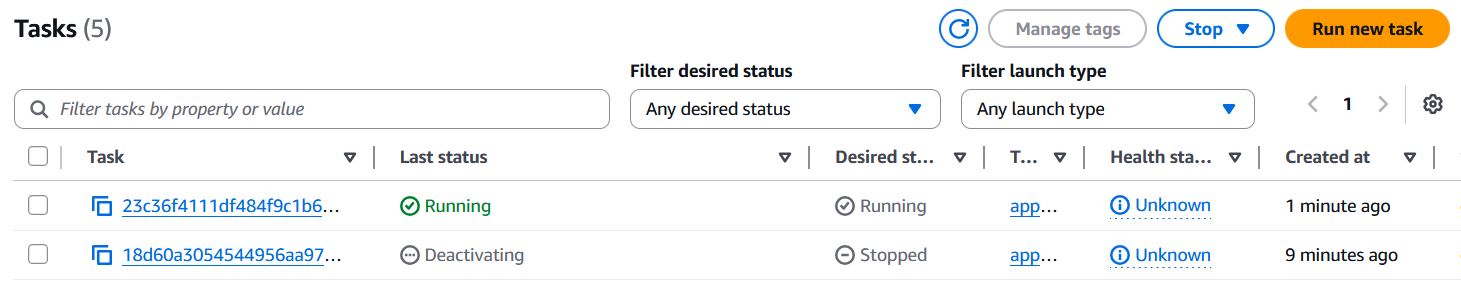 Tasks (5)
Manage tags
Stop
Run new task
Filter desired status
Filter launch type
Filter tasks by property or value
Any desired status
Any launch type
1
Task
Last status
Desired st...
T...
Health sta...
Created at
23c36f4111df484f9c1b6...
Running
Running
app...
Unknown
1 minute ago
18d60a3054544956aa97...
Deactivating
Stopped
app...
Unknown
9 minutes ago